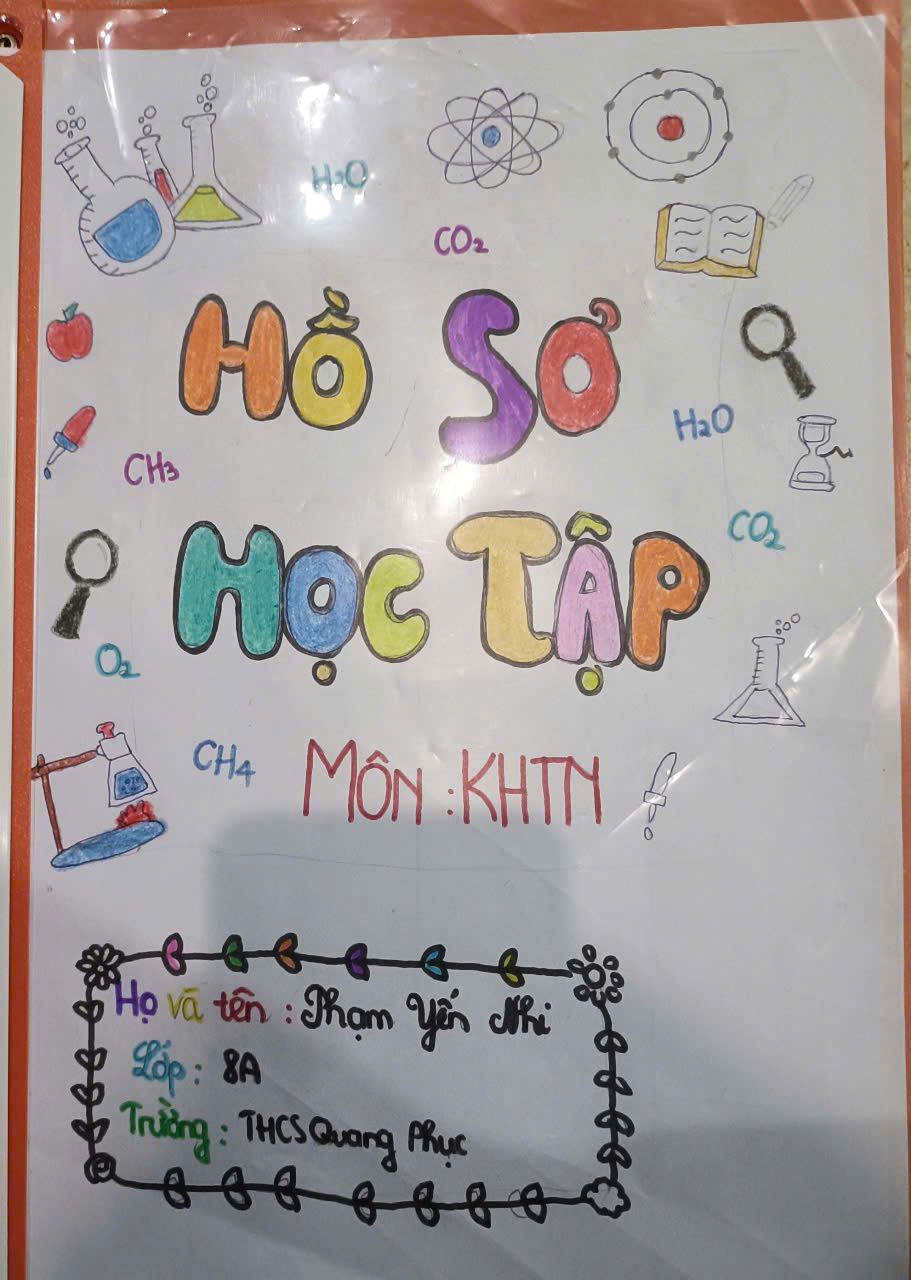 H2O
CO2
HỒ SƠ
H2O
CH3
CO2
HỌC TẬP
O2
CH4
MÔN : KHTN
Họ và tên : Phạm Yến Nhi
Lớp : 8A
Trường : THCS Quang Phục